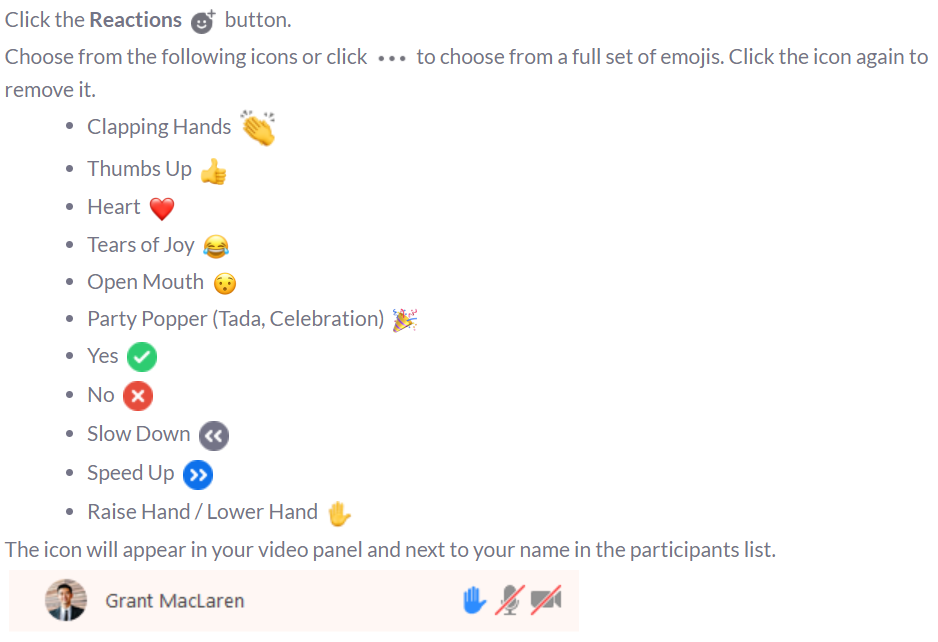 Click the Reactions button.
Choose from the following icons or click ••• to choose from a full set of emojis. Click the icon again to
remove it.
• Clapping Hands
• Thumbs Up
• Heart
• Tears of Joy
• Open Mouth
• Party Popper (Tada, Celebration)
• Yes
• No
• Slow Down
• Speed Up
• Raise Hand / Lower Hand
The icon will appear in your video panel and next to your name in the participants list.
Grant MacLaren